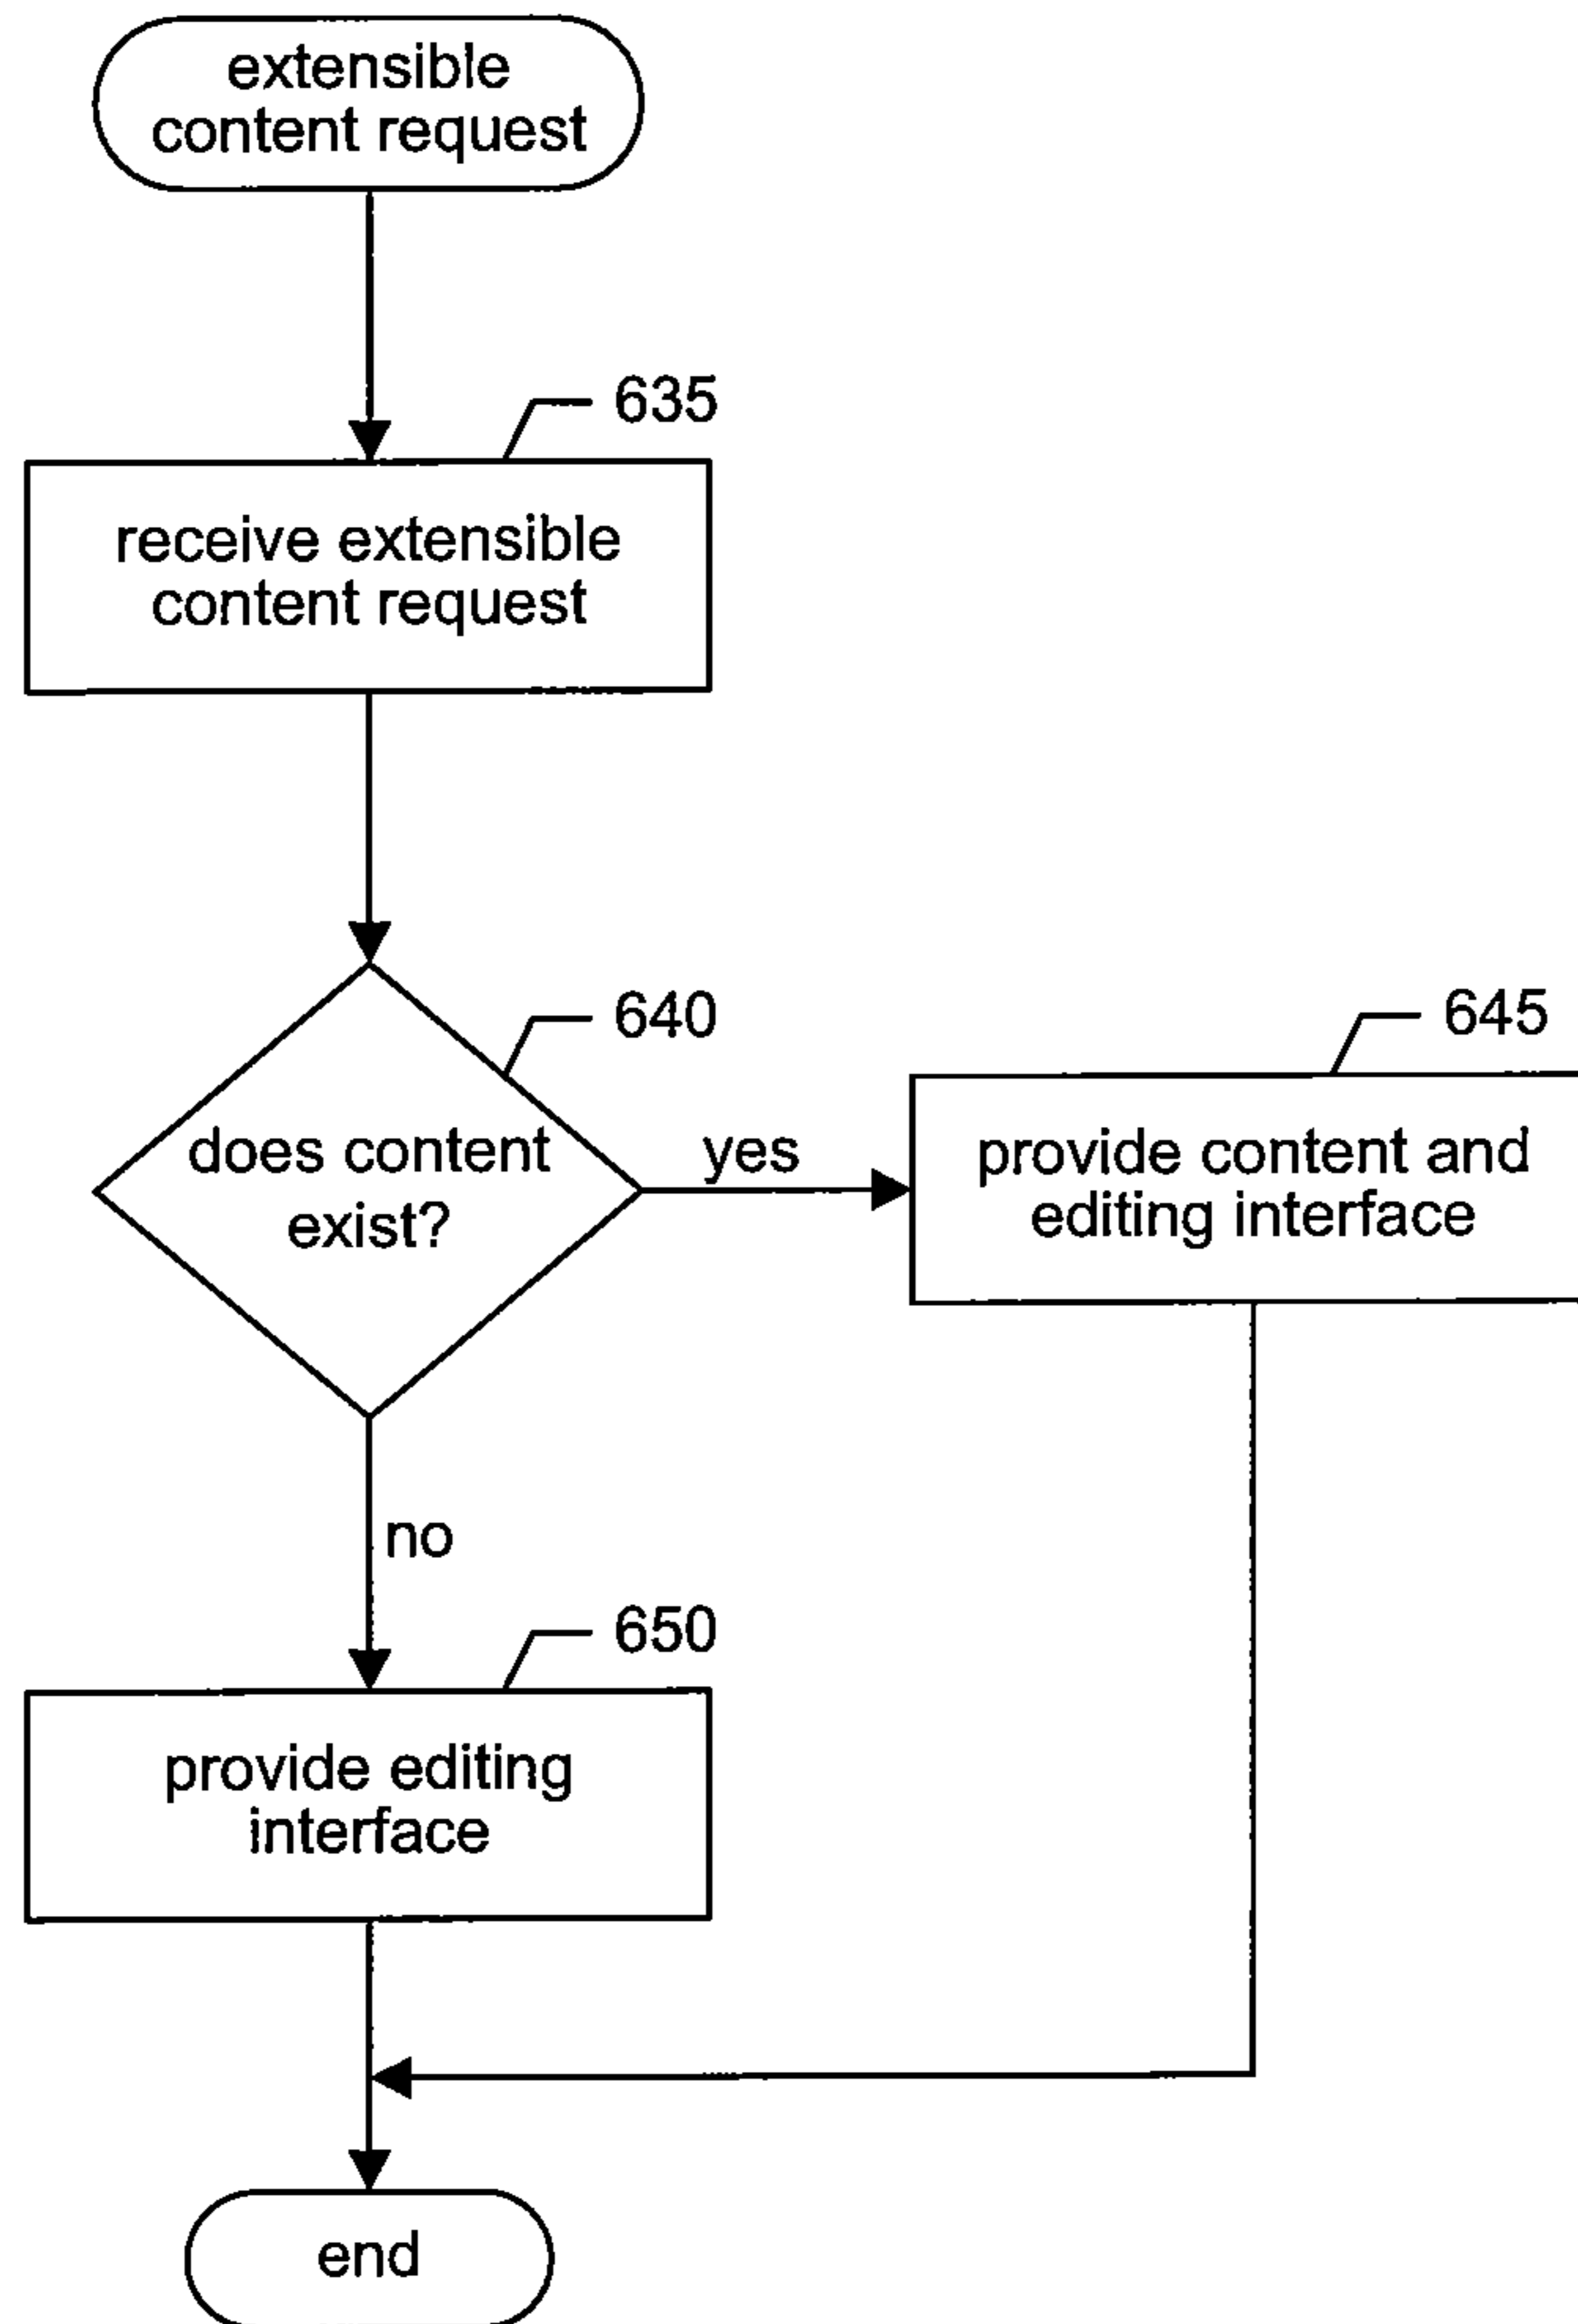 extensible
content request
635
receive extensible
content request
640
does content
exist?
yes
645
provide content and
editing interface
no
650
provide editing
interface
end